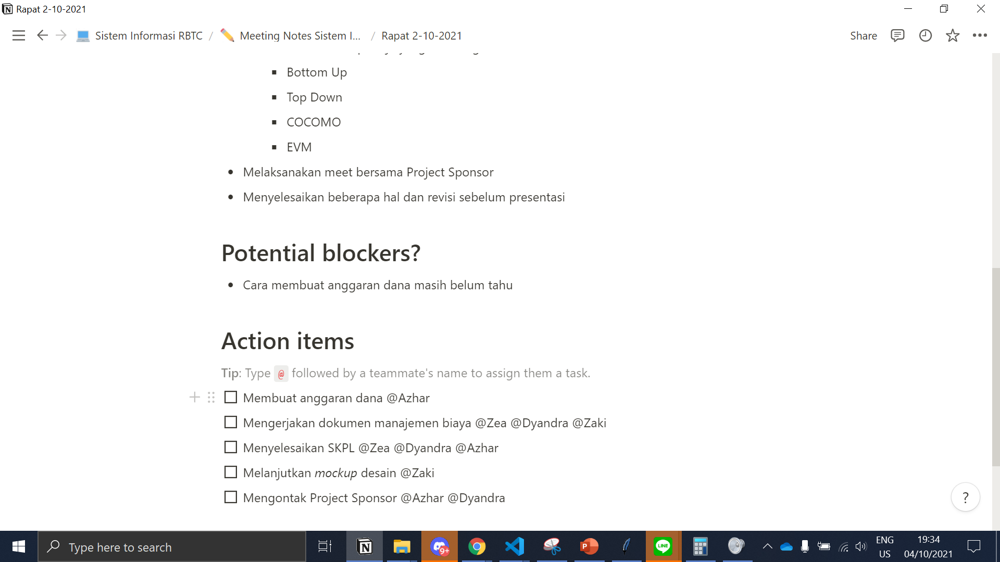 Rapat 2-10-2021
Sistem Informasi RBTC / Meeting Notes Sistem I... / Rapat 2-10-2021
Share
Bottom Up
Top Down
COCOMO
EVM
Melaksanakan meet bersama Project Sponsor
Menyelesaikan beberapa hal dan revisi sebelum presentasi
Potential blockers?
Cara membuat anggaran dana masih belum tahu
Action items
Tip: Type @ followed by a teammate's name to assign them a task.
Membuat anggaran dana @Azhar
Mengerjakan dokumen manajemen biaya @Zea @Dyandra @Zaki
Menyelesaikan SKPL @Zea @Dyandra @Azhar
Melanjutkan mockup desain @Zaki
Mengontak Project Sponsor @Azhar @Dyandra
?
Type here to search
9+
LINE
ENG
US
19:34
04/10/2021